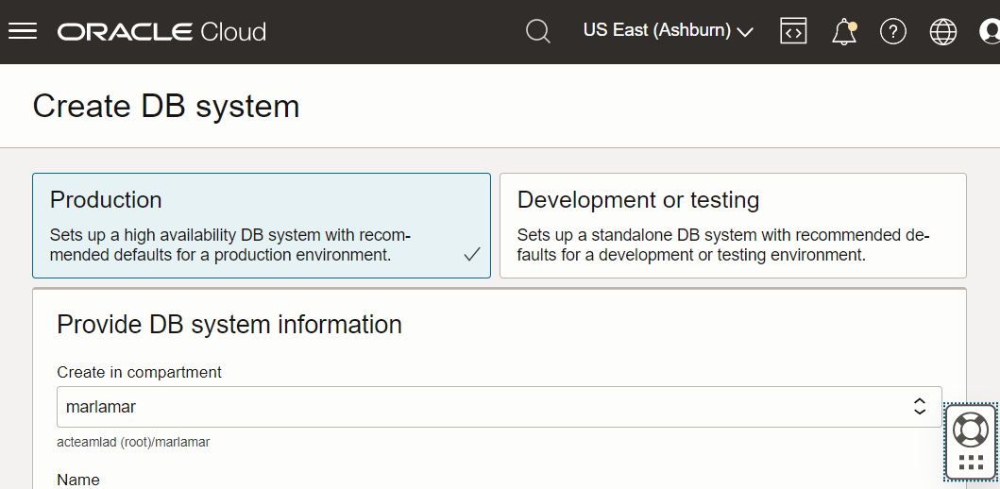 ORACLE Cloud
US East (Ashburn)
Create DB system
Production
Sets up a high availability DB system with recom-
mended defaults for a production environment.
Development or testing
Sets up a standalone DB system with recommended de-
faults for a development or testing environment.
Provide DB system information
Create in compartment
marlamar
acteamlad (root)/marlamar
Name